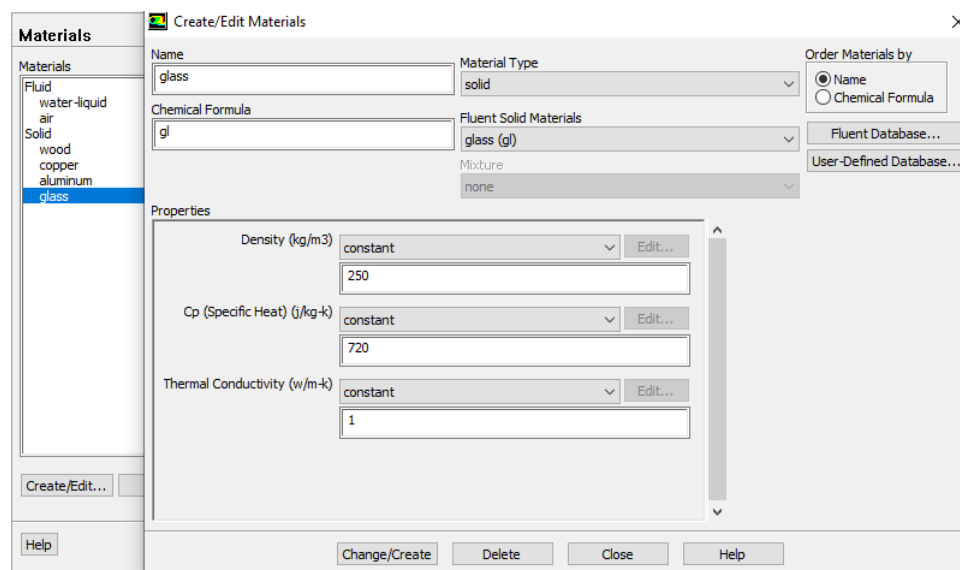 Materials
Materials
Fluid
water-liquid
air
Solid
wood
copper
aluminum
glass
Create/Edit...
Help
Create/Edit Materials
Name
glass
Chemical Formula
gl
Material Type
solid
Fluent Solid Materials
glass (gl)
Mixture
none
Order Materials by
Name
Chemical Formula
Fluent Database...
User-Defined Database...
Properties
Density (kg/m3) constant Edit...
250
Cp (Specific Heat) (j/kg-k) constant Edit...
720
Thermal Conductivity (w/m-k) constant Edit...
1
Change/Create Delete Close Help